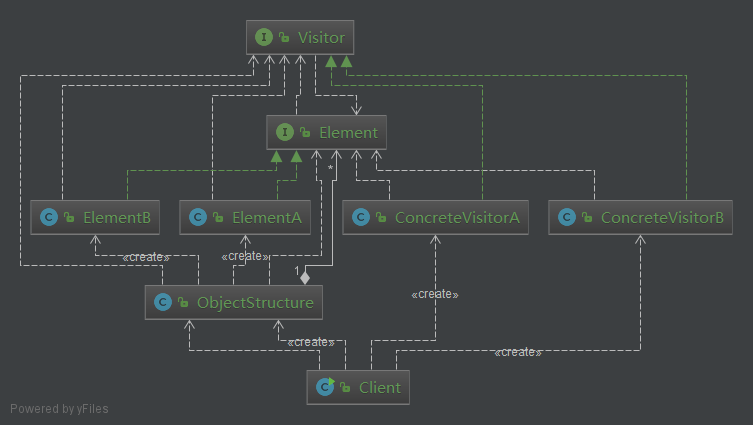 I Visitor
I Element
*
C ElementB
C ElementA
C ConcreteVisitorA
C ConcreteVisitorB
«create»
«create»
1
C ObjectStructure
«create»
«create»
«create»
C Client
Powered by yFiles